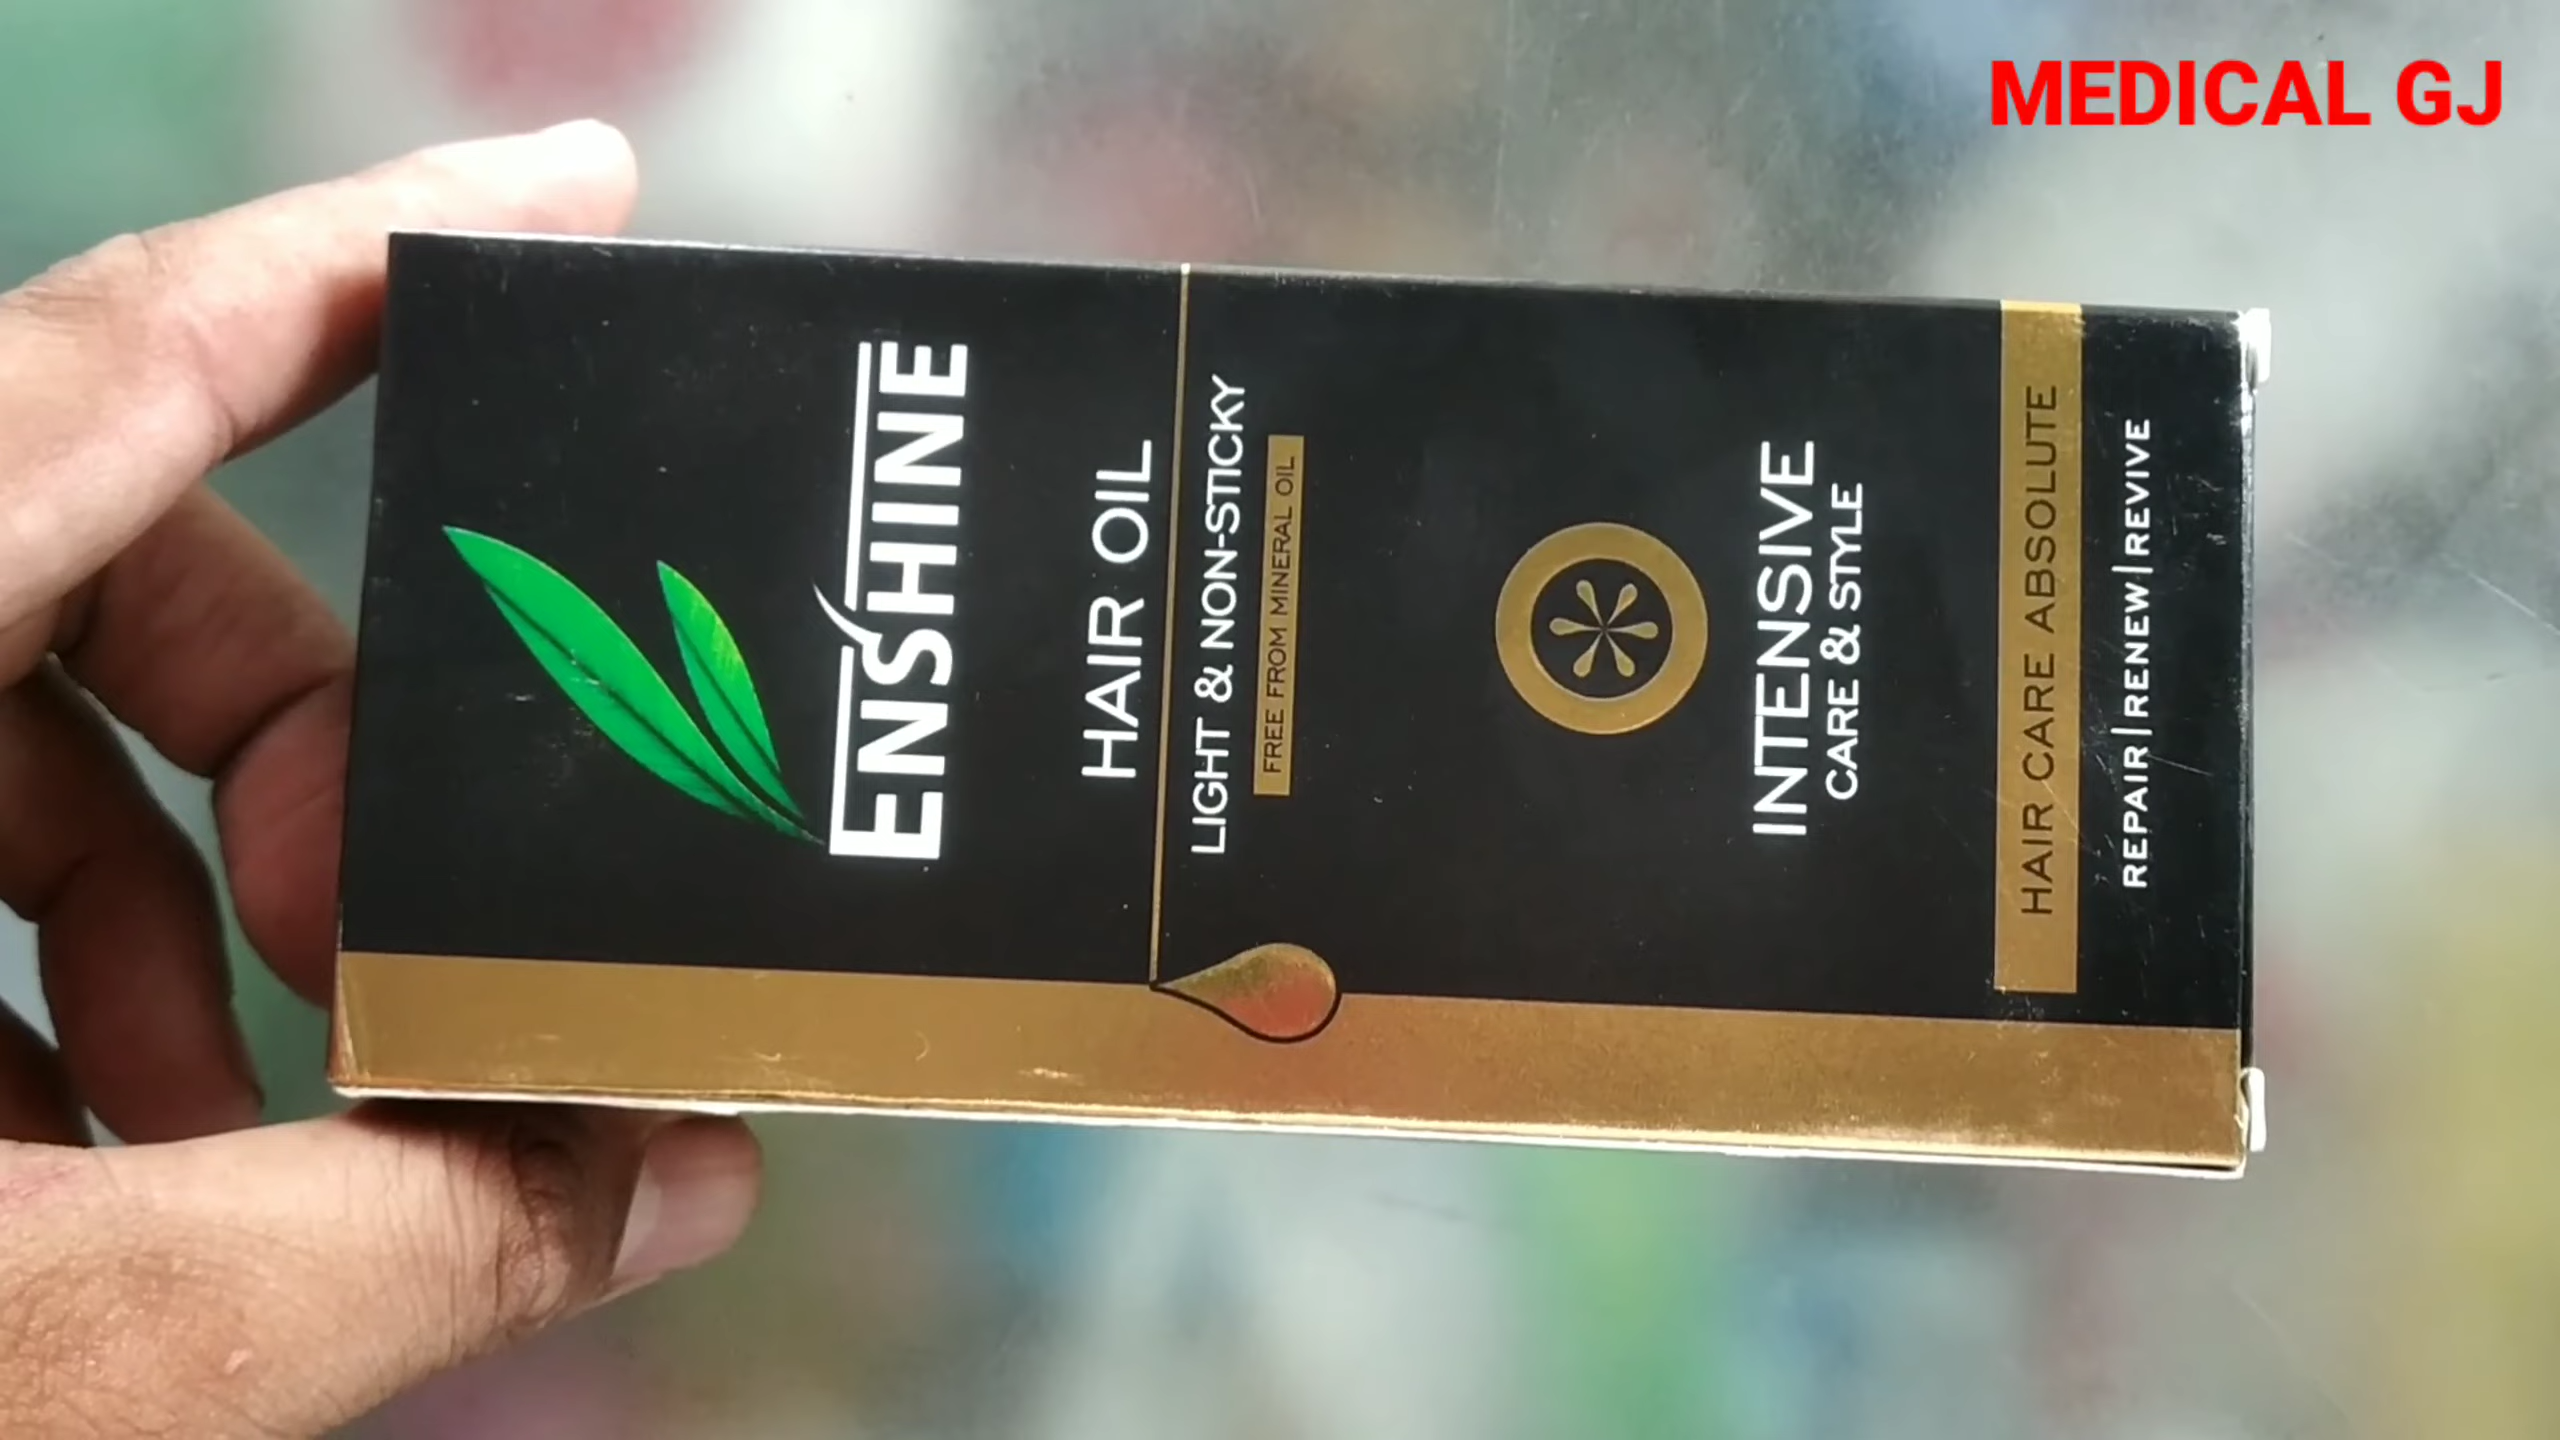 MEDICAL GJ
ENSHINE
HAIR OIL
LIGHT & NON-STICKY
FREE FROM MINERAL OIL
INTENSIVE
CARE & STYLE
HAIR CARE ABSOLUTE
REPAIR|RENEW|REVIVE